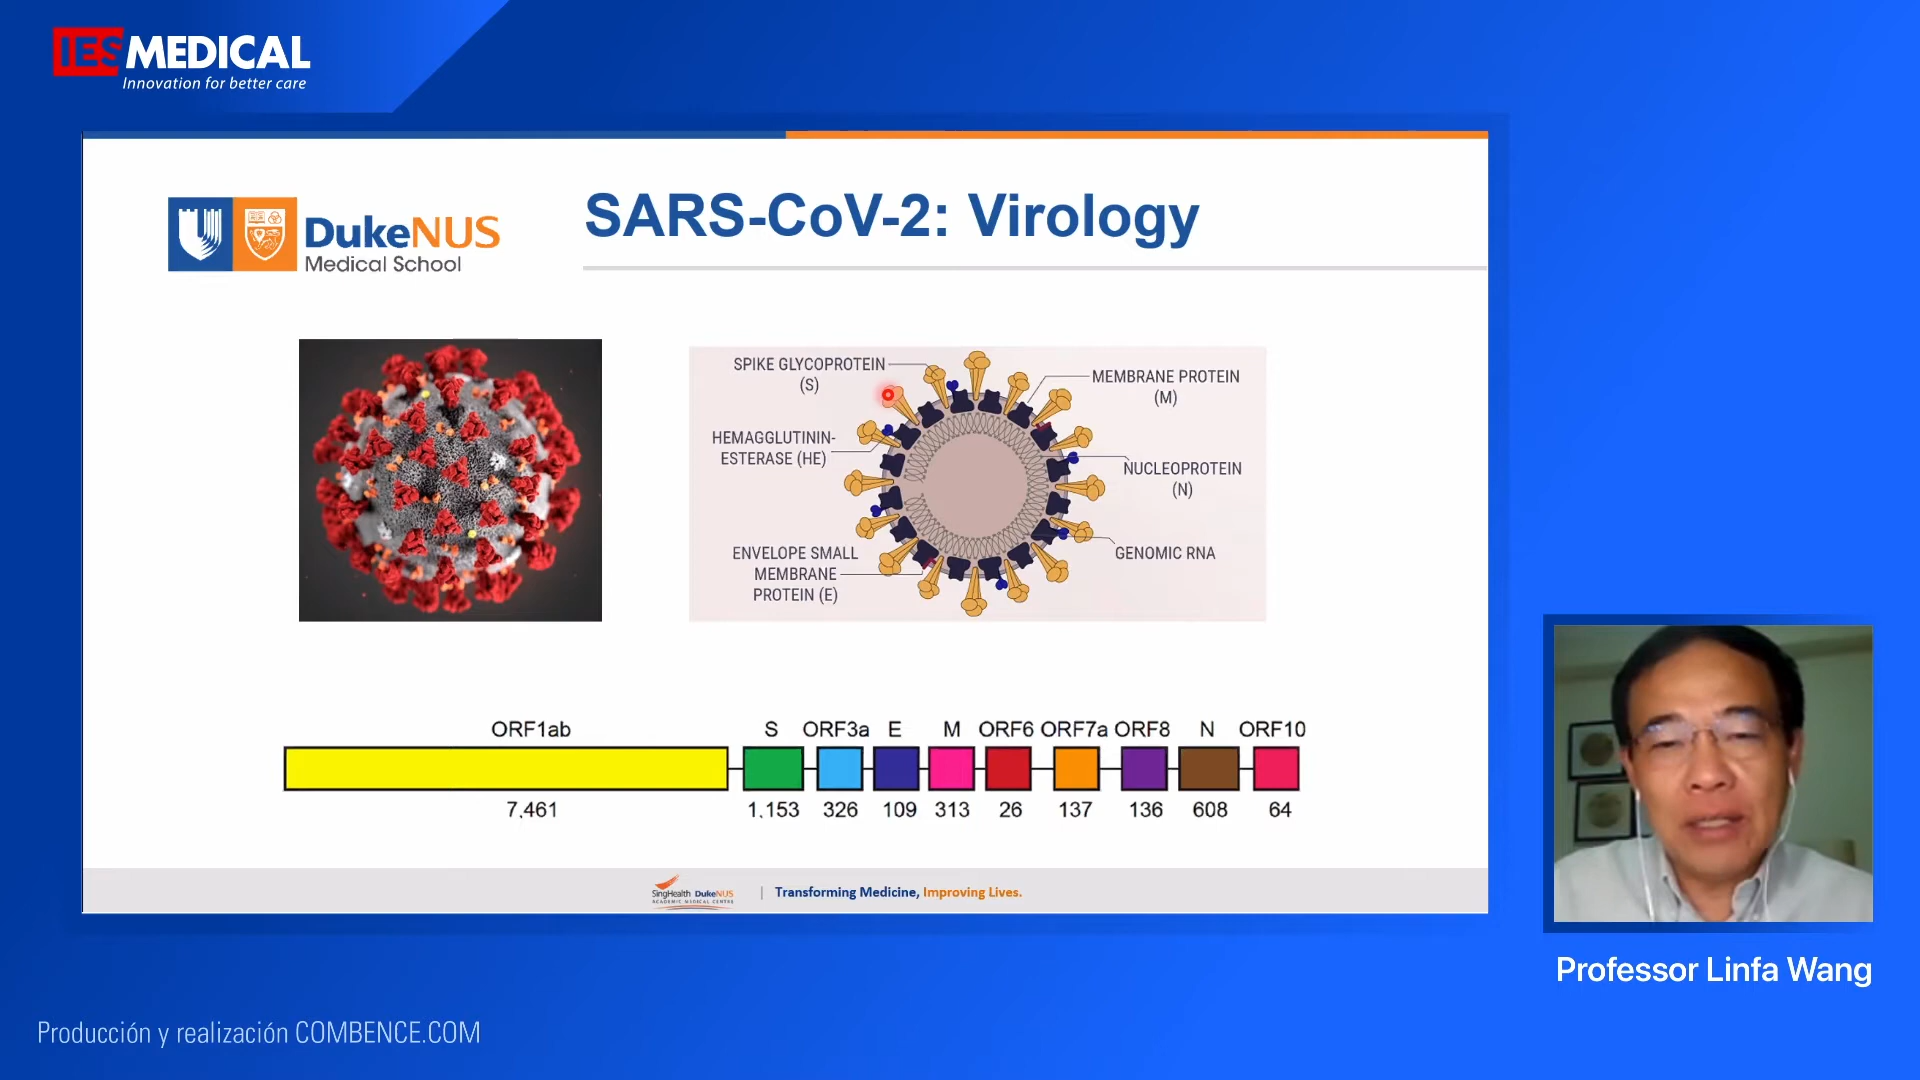 IES MEDICAL
Innovation for better care
DukeNUS
Medical School
SARS-CoV-2: Virology
SPIKE GLYCOPROTEIN
(S)
MEMBRANE PROTEIN
(M)
HEMAGGLUTININ-
ESTERASE (HE)
NUCLEOPROTEIN
(N)
ENVELOPE SMALL
MEMBRANE
PROTEIN (E)
GENOMIC RNA
ORF1ab S ORF3a E M ORF6 ORF7a ORF8 N ORF10
7,461 1,153 326 109 313 26 137 136 608 64
SingHealth DukeNUS
ACADEMIC MEDICAL CENTRE
| Transforming Medicine, Improving Lives.
Professor Linfa Wang
Producción y realización COMBENCE.COM